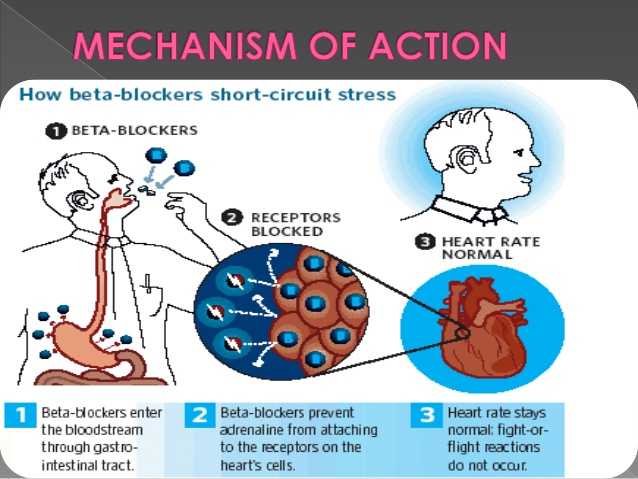 MECHANISM OF ACTION
How beta-blockers short-circuit stress
1 BETA-BLOCKERS
2 RECEPTORS
BLOCKED
3 HEART RATE
NORMAL
1 Beta-blockers enter
the bloodstream
through gastro-
intestinal tract.
2 Beta-blockers prevent
adrenaline from attaching
to the receptors on the
heart's cells.
3 Heart rate stays
normal; fight-or-
flight reactions
do not occur.